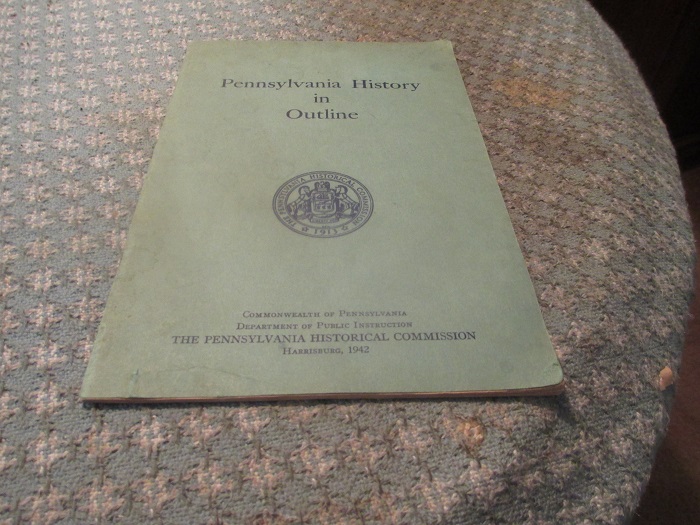 Pennsylvania History
in
Outline
THE PENNSYLVANIA HISTORICAL COMMISSION
1913
COMMONWEALTH OF PENNSYLVANIA
DEPARTMENT OF PUBLIC INSTRUCTION
THE PENNSYLVANIA HISTORICAL COMMISSION
HARRISBURG, 1942